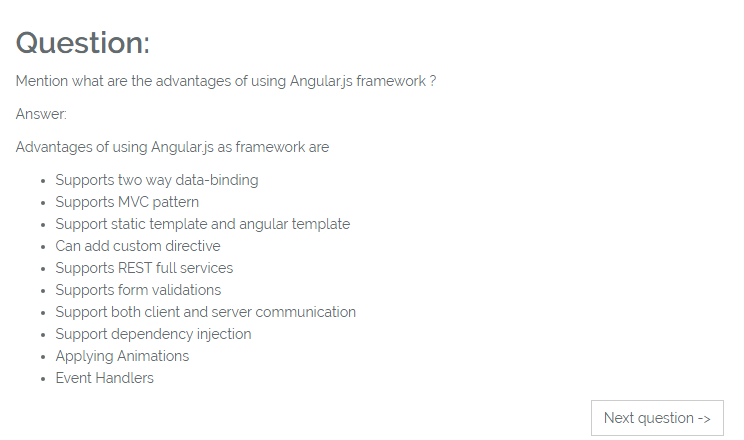 Question:
Mention what are the advantages of using Angular.js framework ?
Answer:
Advantages of using Angular.js as framework are
Supports two way data-binding
Supports MVC pattern
Support static template and angular template
Can add custom directive
Supports REST full services
Supports form validations
Support both client and server communication
Support dependency injection
Applying Animations
Event Handlers
Next question ->